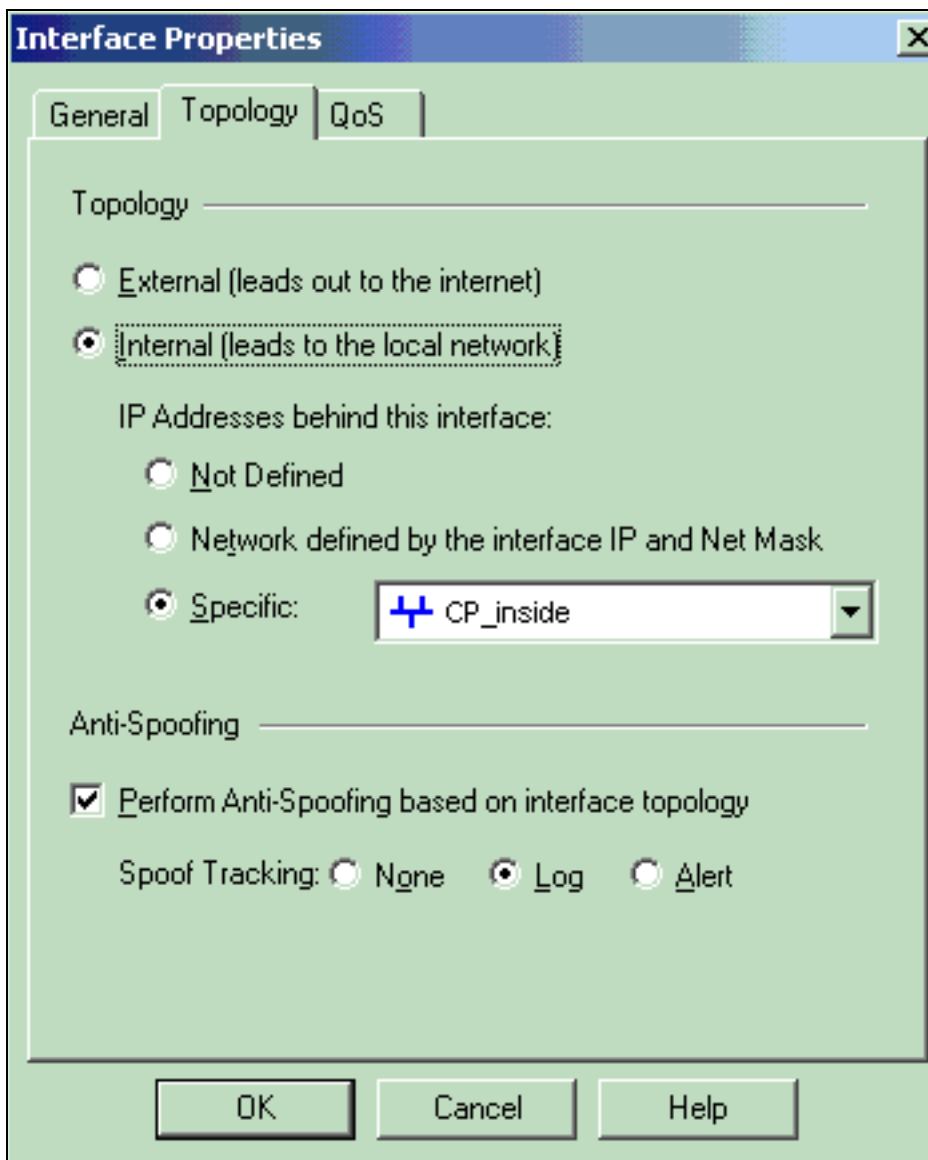 Interface Properties
General Topology QoS
Topology
External (leads out to the internet)
Internal (leads to the local network)
IP Addresses behind this interface:
Not Defined
Network defined by the interface IP and Net Mask
Specific: CP_inside
Anti-Spoofing
Perform Anti-Spoofing based on interface topology
Spoof Tracking: None Log Alert
OK Cancel Help